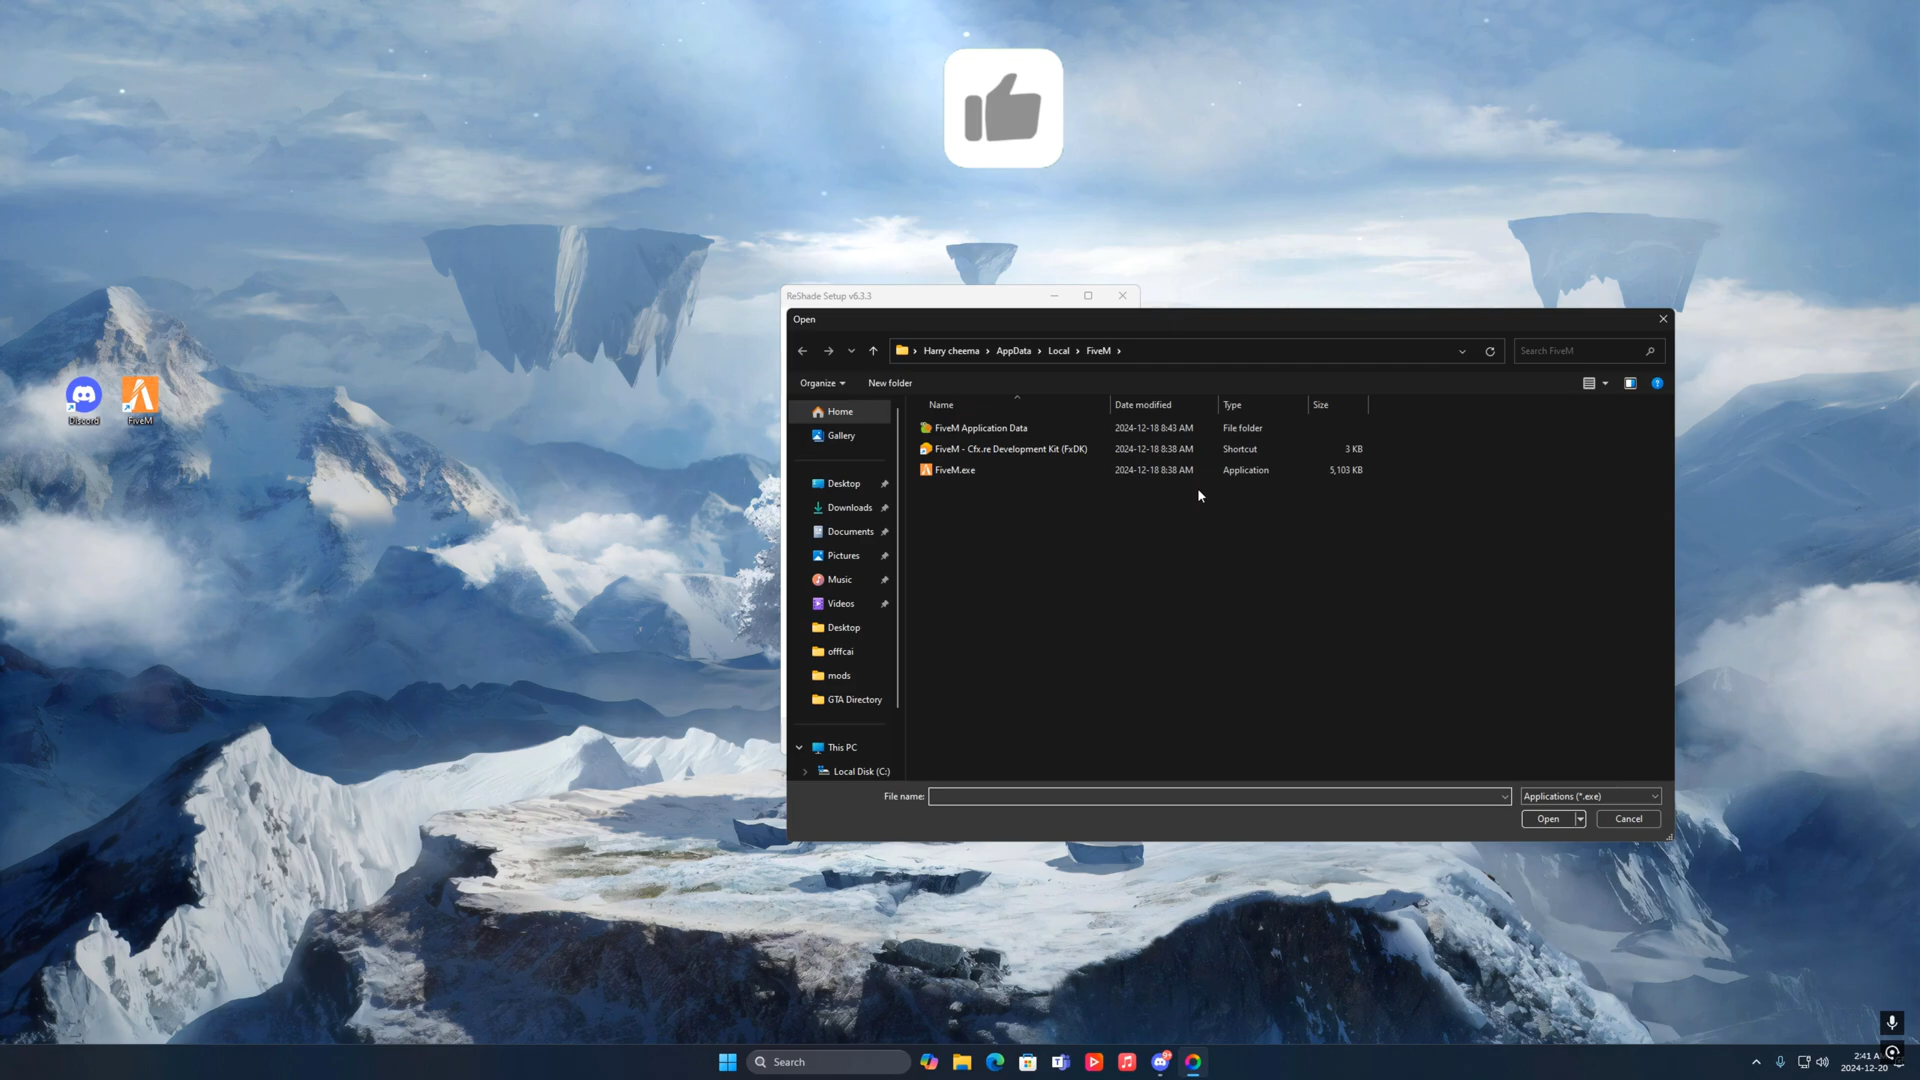 ReShade Setup v6.3.3
Open
Harry cheema > AppData > Local > FiveM >
Search FiveM
Organize New folder
Name Date modified Type Size
Home
Gallery
Desktop
Downloads
Documents
Pictures
Music
Videos
Desktop
offfcai
mods
GTA Directory
This PC
Local Disk (C:)
FiveM Application Data 2024-12-18 8:43 AM File folder
FiveM - Cfx.re Development Kit (FxDK) 2024-12-18 8:38 AM Shortcut 3 KB
FiveM.exe 2024-12-18 8:38 AM Application 5,103 KB
File name: Applications (*.exe)
Open Cancel
Discord FiveM
Search
2:41 A
2024-12-20